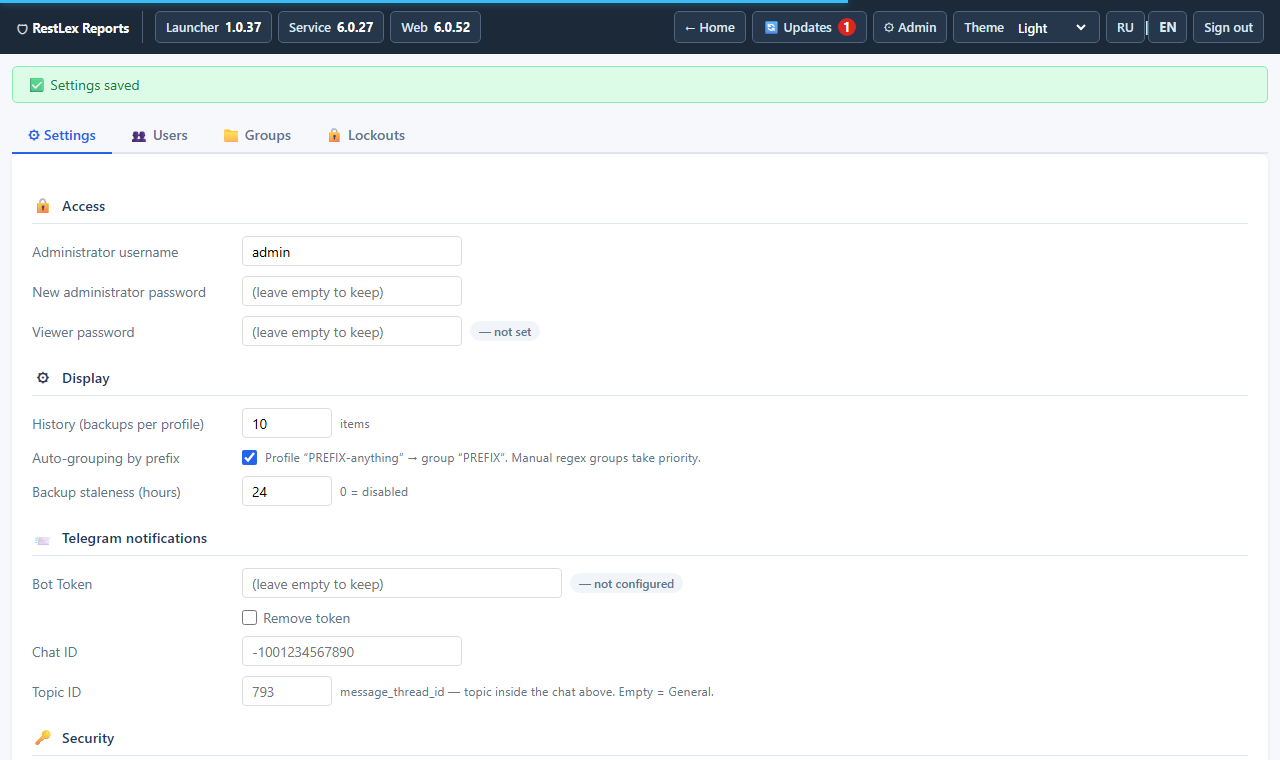 RestLex Reports
Launcher 1.0.37
Service 6.0.27
Web 6.0.52
← Home
Updates 1
Admin
Theme Light
RU | EN
Sign out
Settings saved
Settings
Users
Groups
Lockouts
Access
Administrator username admin
New administrator password (leave empty to keep)
Viewer password (leave empty to keep) — not set
Display
History (backups per profile) 10 items
Auto-grouping by prefix Profile “PREFIX-anything” → group “PREFIX”. Manual regex groups take priority.
Backup staleness (hours) 24 0 = disabled
Telegram notifications
Bot Token (leave empty to keep) — not configured
Remove token
Chat ID -1001234567890
Topic ID 793 message_thread_id — topic inside the chat above. Empty = General.
Security